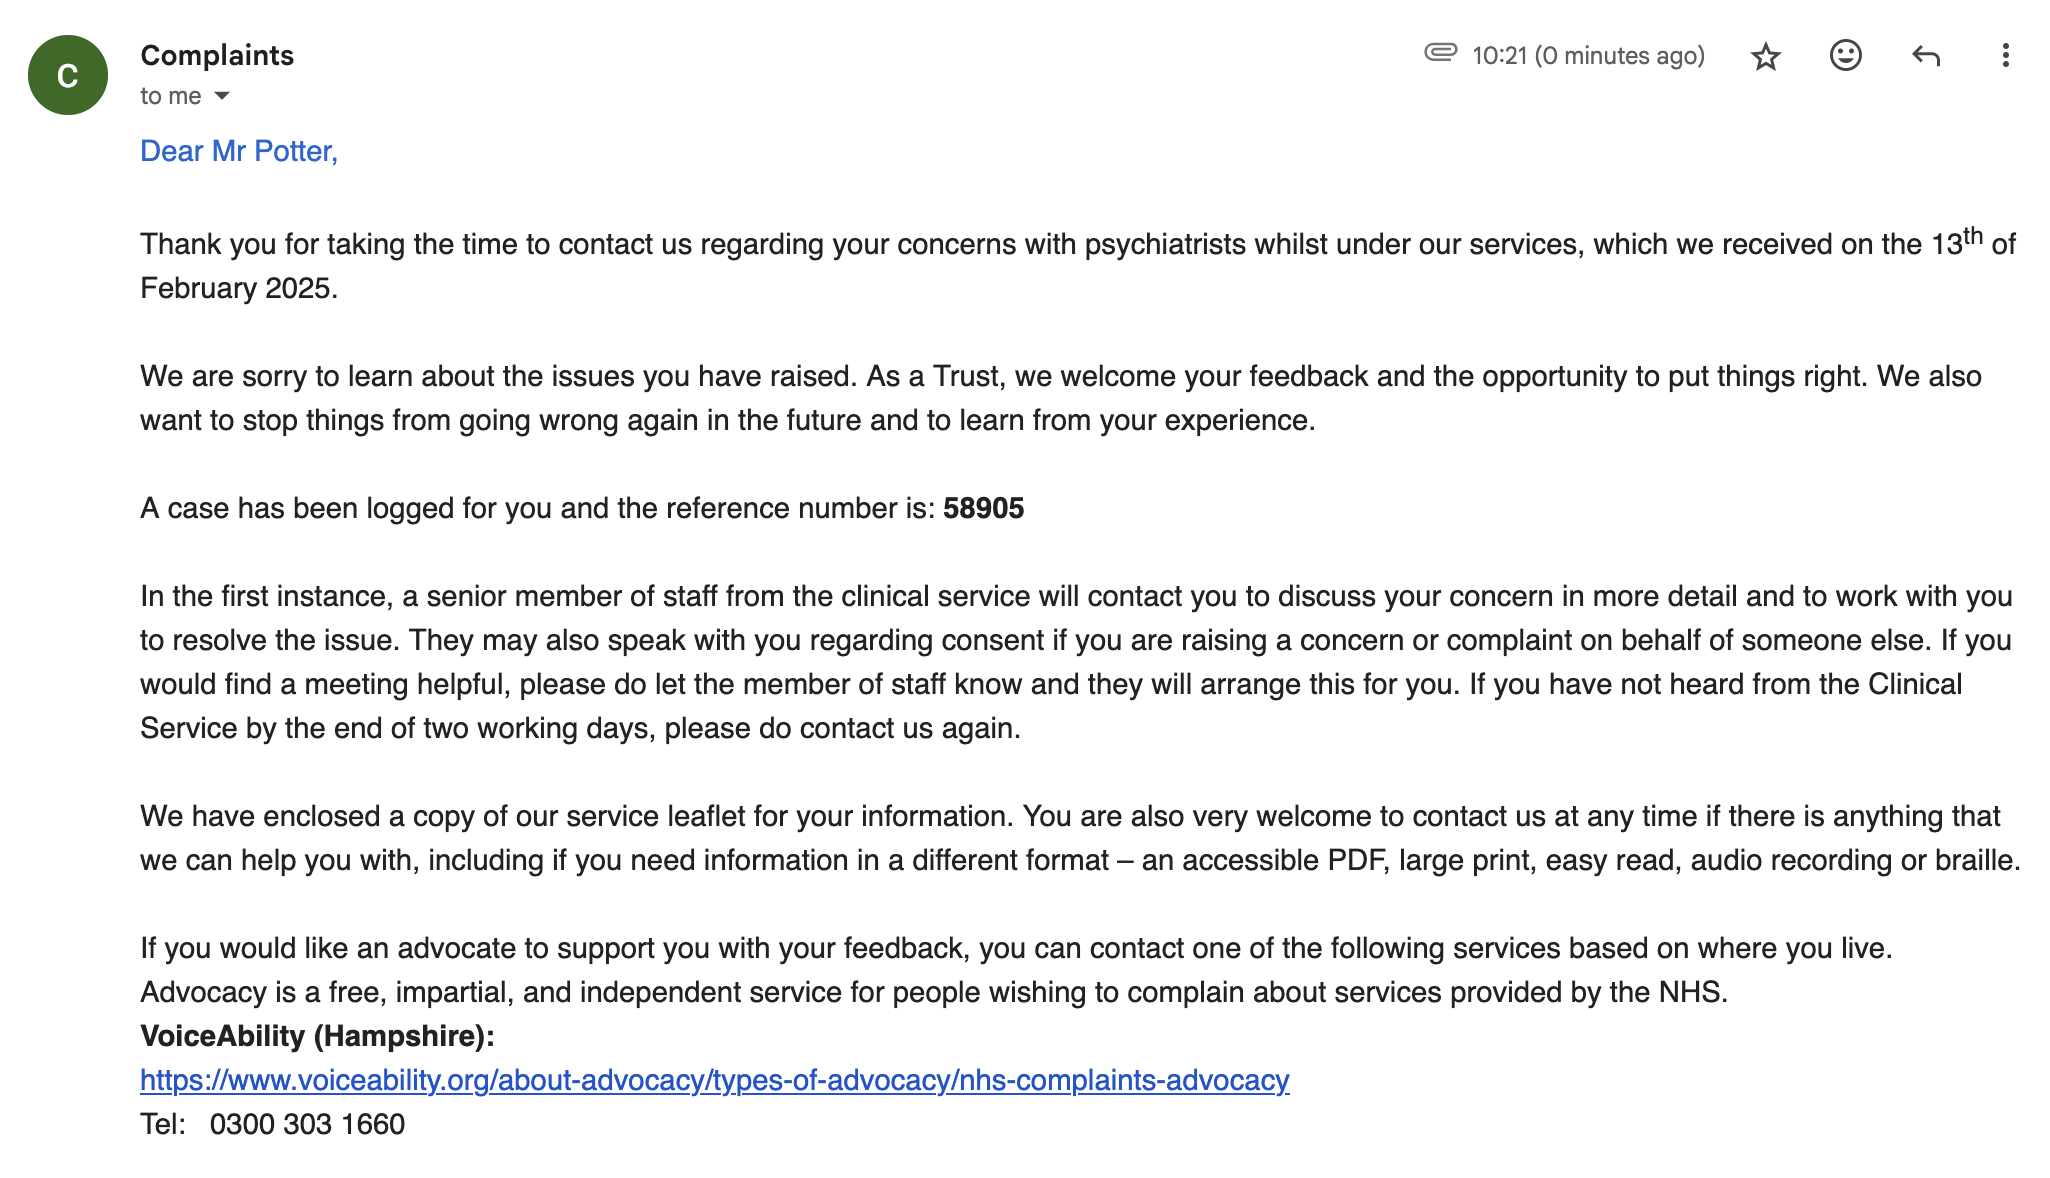 C
Complaints
10:21 (0 minutes ago)
to me
Dear Mr Potter,
Thank you for taking the time to contact us regarding your concerns with psychiatrists whilst under our services, which we received on the 13th of
February 2025.
We are sorry to learn about the issues you have raised. As a Trust, we welcome your feedback and the opportunity to put things right. We also
want to stop things from going wrong again in the future and to learn from your experience.
A case has been logged for you and the reference number is: 58905
In the first instance, a senior member of staff from the clinical service will contact you to discuss your concern in more detail and to work with you
to resolve the issue. They may also speak with you regarding consent if you are raising a concern or complaint on behalf of someone else. If you
would find a meeting helpful, please do let the member of staff know and they will arrange this for you. If you have not heard from the Clinical
Service by the end of two working days, please do contact us again.
We have enclosed a copy of our service leaflet for your information. You are also very welcome to contact us at any time if there is anything that
we can help you with, including if you need information in a different format – an accessible PDF, large print, easy read, audio recording or braille.
If you would like an advocate to support you with your feedback, you can contact one of the following services based on where you live.
Advocacy is a free, impartial, and independent service for people wishing to complain about services provided by the NHS.
VoiceAbility (Hampshire):
https://www.voiceability.org/about-advocacy/types-of-advocacy/nhs-complaints-advocacy
Tel: 0300 303 1660